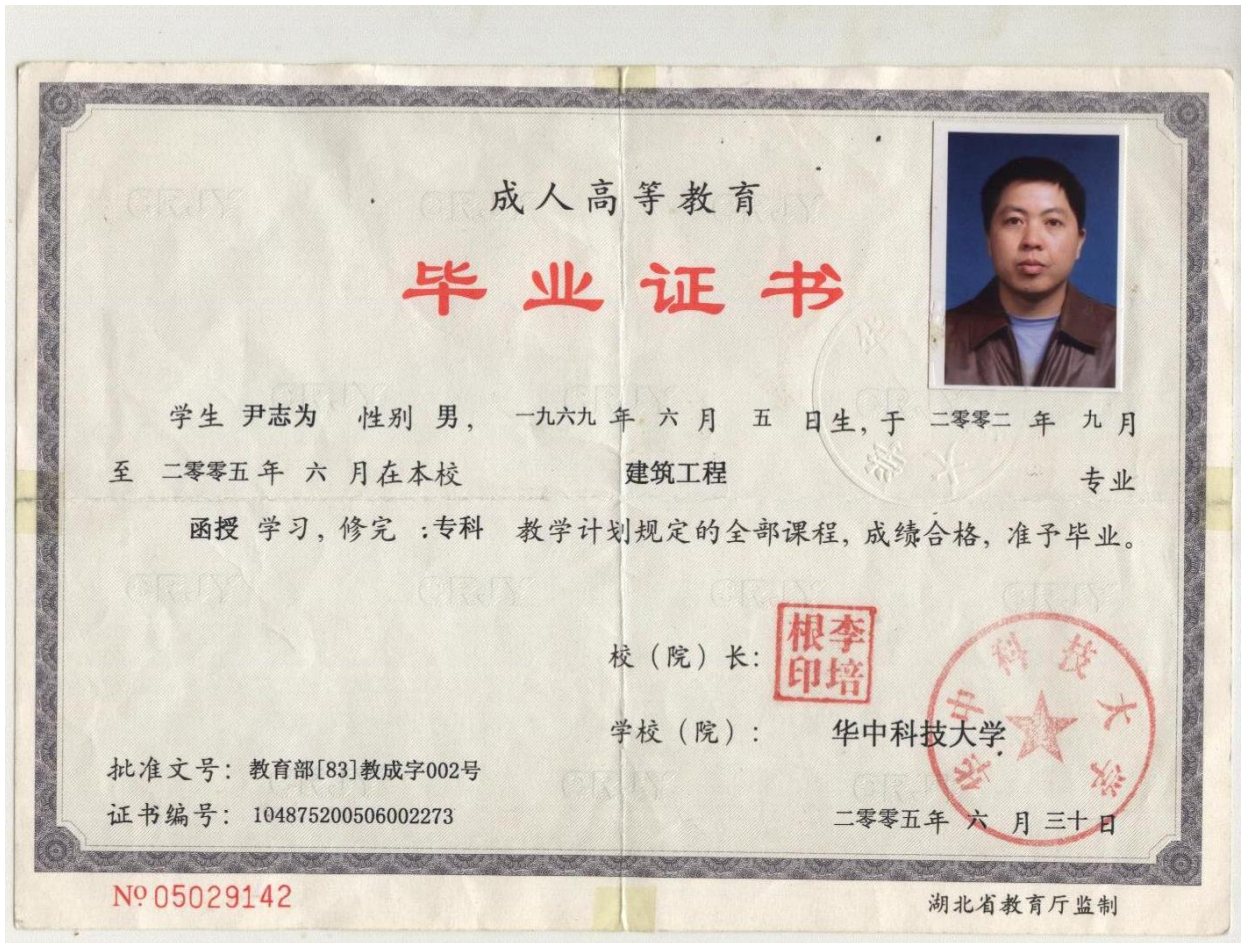 成人高等教育
毕业证书
学生 尹志为 性别 男， 一九六九 年 六 月 五 日生，于 二零零二 年 九 月
至 二零零五 年 六 月在本校 建筑工程 专业
函授 学习，修完 :专科 教学计划规定的全部课程，成绩合格，准予毕业。
校（院）长：
李培根印
学校（院）： 华中科技大学
华中科技大学
批准文号：教育部[83]教成字002号
证书编号：104875200506002273
二零零五年 六 月 三十 日
№ 05029142
湖北省教育厅监制
CRJY